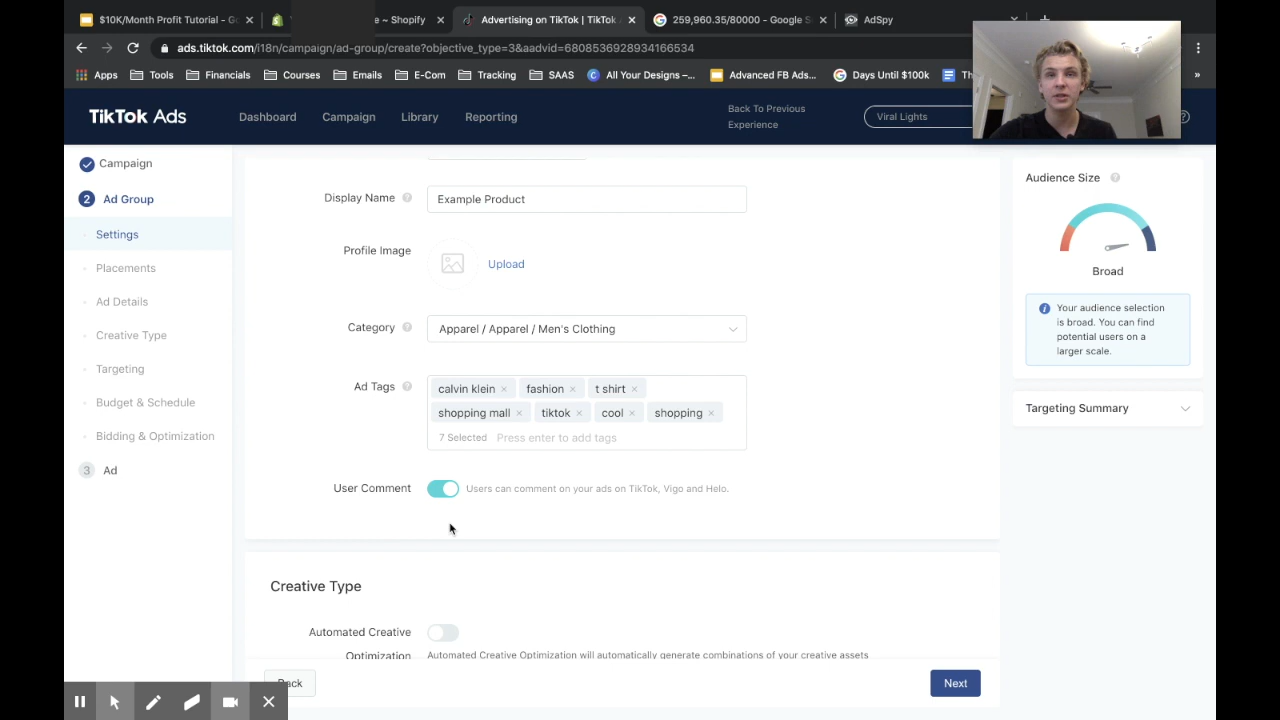 $10K/Month Profit Tutorial - Go
e ~ Shopify
Advertising on TikTok | TikTok
259,960.35/80000 - Google S
AdSpy
ads.tiktok.com/i18n/campaign/ad-group/create?objective_type=3&aadvid=6808536928934166534
Apps Tools Financials Courses Emails E-Com Tracking SAAS All Your Designs –... Advanced FB Ads... Days Until $100k Th »
TikTok Ads Dashboard Campaign Library Reporting
Back To Previous
Experience
Viral Lights
Campaign
2 Ad Group
Settings
Placements
Ad Details
Creative Type
Targeting
Budget & Schedule
Bidding & Optimization
3 Ad
Display Name Example Product
Profile Image
Upload
Category Apparel / Apparel / Men's Clothing
Ad Tags calvin klein × fashion × t shirt ×
shopping mall × tiktok × cool × shopping ×
7 Selected Press enter to add tags
User Comment Users can comment on your ads on TikTok, Vigo and Helo.
Creative Type
Automated Creative
Optimization Automated Creative Optimization will automatically generate combinations of your creative assets
ck Next
Audience Size
Broad
Your audience selection
is broad. You can find
potential users on a
larger scale.
Targeting Summary